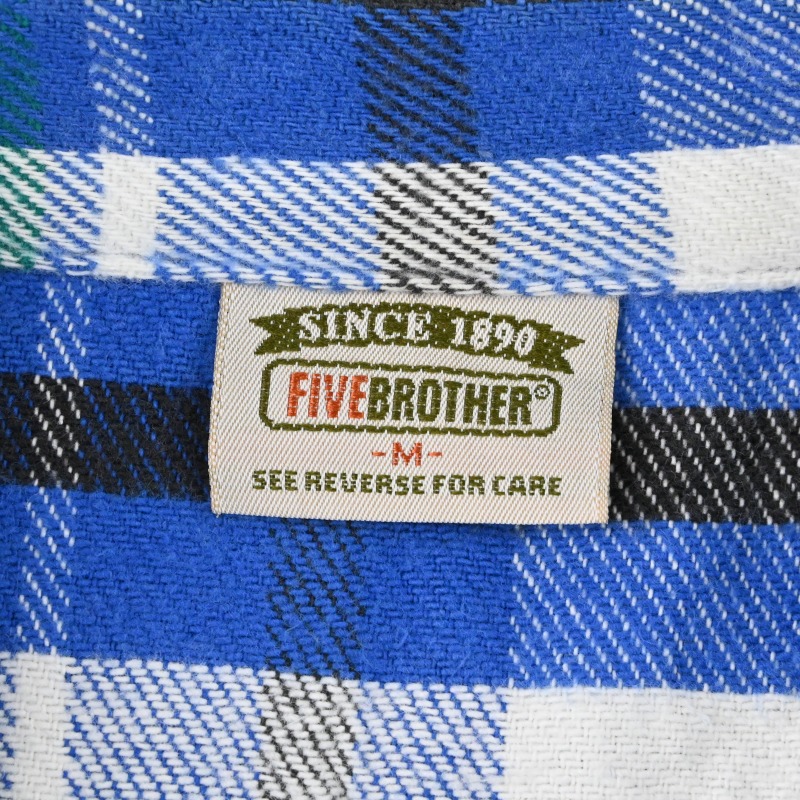 SINCE 1890
FIVEBROTHER®
-M-
SEE REVERSE FOR CARE